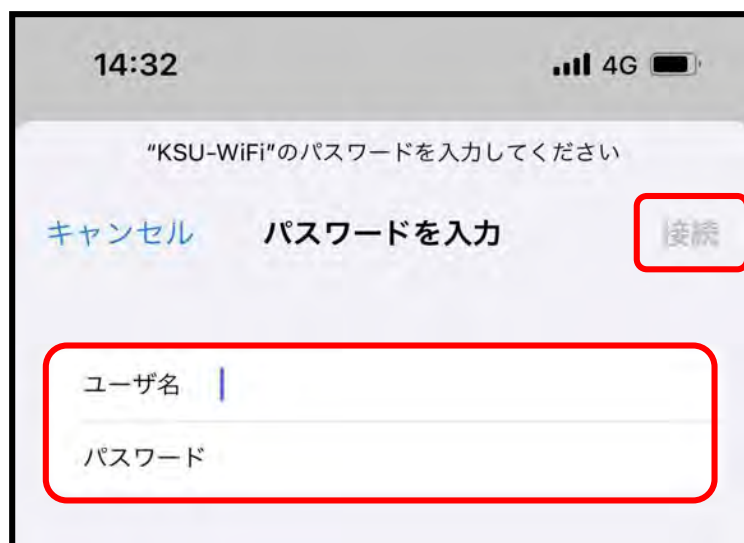 14:32 4G
“KSU-WiFi”のパスワードを入力してください
キャンセル パスワードを入力 接続
ユーザ名
パスワード